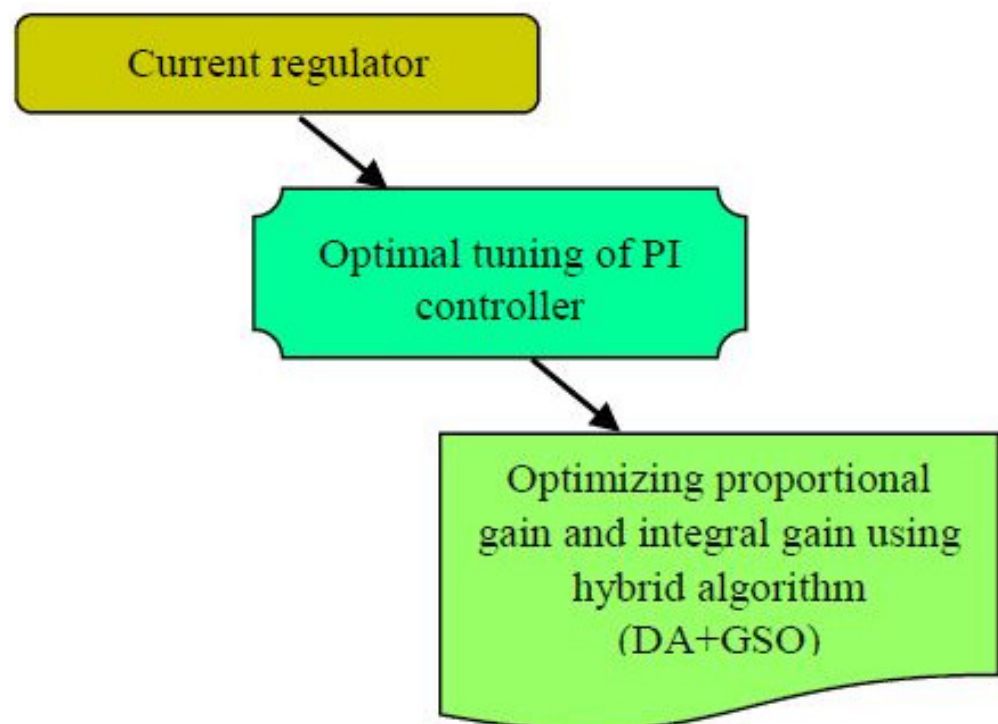 Current regulator
Optimal tuning of PI
controller
Optimizing proportional
gain and integral gain using
hybrid algorithm
(DA+GSO)